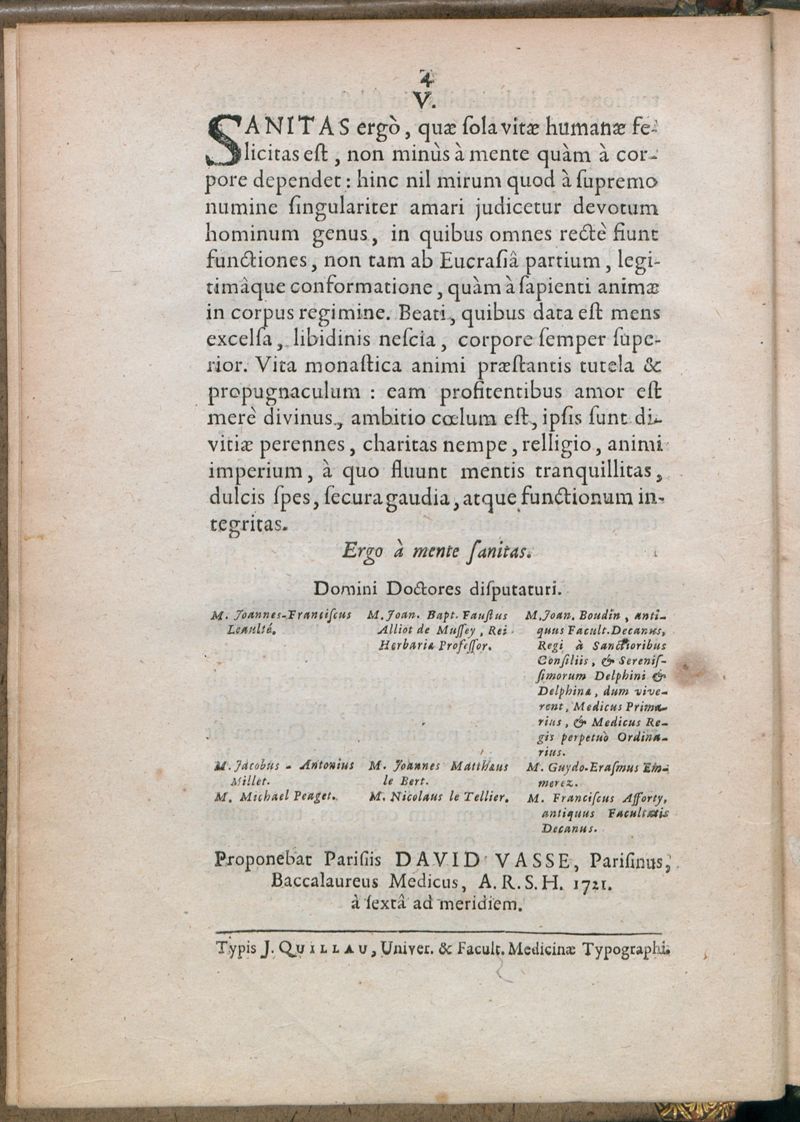 4
V.
SANITAS ergò, quæ ſola vitæ humanæ fe-
licitas eſt, non minùs à mente quàm à cor-
pore dependet : hinc nil mirum quod à ſupremo
numine ſingulariter amari judicetur devotum
hominum genus, in quibus omnes rectè fiunt
functiones, non tam ab Eucraſiâ partium, legi-
timâque conformatione, quàm à ſapienti animæ
in corpus regimine. Beati, quibus data eſt mens
excelſa, libidinis neſcia, corpore ſemper ſupe-
rior. Vita monaſtica animi præſtantis tutela &
propugnaculum : eam profitentibus amor eſt
merè divinus, ambitio cœlum eſt, ipſis ſunt di-
vitiæ perennes, charitas nempe, relligio, animi
imperium, à quo fluunt mentis tranquillitas,
dulcis ſpes, ſecura gaudia, atque functionum in-
tegritas.
Ergo à mente ſanitas.
Domini Doctores diſputaturi.
M. Joannes-Franciſcus
Leaulté.
M. Joan. Bapt. Fauſtus
Alliot de Muſſey, Rei
Herbariæ Profeſſor.
M. Joan. Boudin, anti-
quus Facult. Decanus,
Regi à Sanctioribus
Conſiliis, & Sereniſ-
ſimorum Delphini &
Delphinæ, dum vive-
rent, Medicus Prima-
rius, & Medicus Re-
gis perpetuò Ordina-
rius.
M. Jacobus - Antonius
Millet.
M. Joannes Matthæus
le Bert.
M. Guydo-Eraſmus Em-
merez.
M. Michael Peaget.
M. Nicolaus le Tellier.
M. Franciſcus Afforty,
antiquus Facultatis
Decanus.
Proponebat Pariſiis DAVID VASSE, Pariſinus,
Baccalaureus Medicus, A. R. S. H. 1721.
à ſextâ ad meridiem.
Typis J. QUILLAU, Univer. & Facult. Medicinæ Typographi.